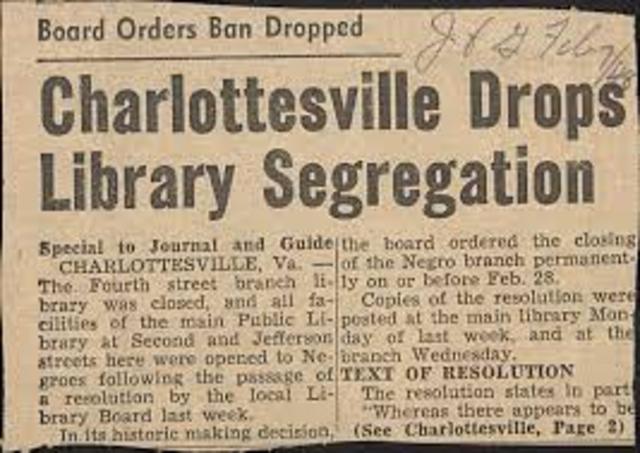 Board Orders Ban Dropped
J & G Feb 7/48
Charlottesville Drops
Library Segregation
Special to Journal and Guide
CHARLOTTESVILLE, Va. —
The Fourth street branch li-
brary was closed, and all fa-
cilities of the main Public Li-
brary at Second and Jefferson
streets here were opened to Ne-
groes following the passage of
a resolution by the local Li-
brary Board last week.
In its historic making decision,
the board ordered the closing
of the Negro branch permanent-
ly on or before Feb. 28.
Copies of the resolution were
posted at the main library Mon-
day of last week, and at the
branch Wednesday.
TEXT OF RESOLUTION
The resolution states in part
"Whereas there appears to be
(See Charlottesville, Page 2)